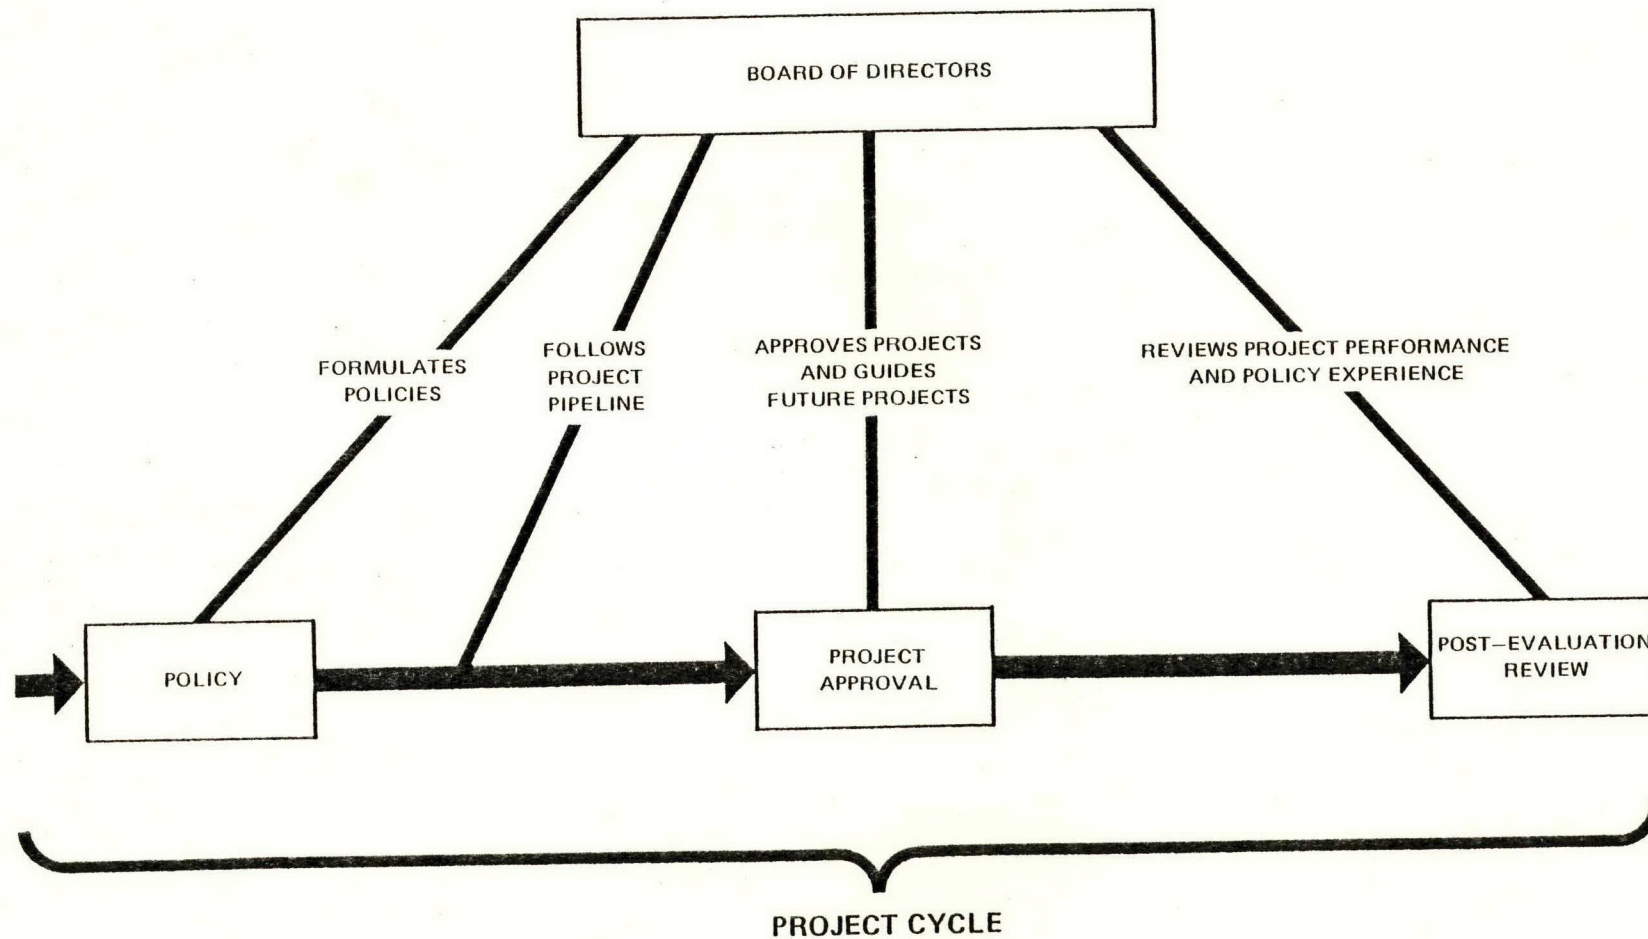 BOARD OF DIRECTORS
FORMULATES
POLICIES
FOLLOWS
PROJECT
PIPELINE
APPROVES PROJECTS
AND GUIDES
FUTURE PROJECTS
REVIEWS PROJECT PERFORMANCE
AND POLICY EXPERIENCE
POLICY
PROJECT
APPROVAL
POST–EVALUATION
REVIEW
PROJECT CYCLE